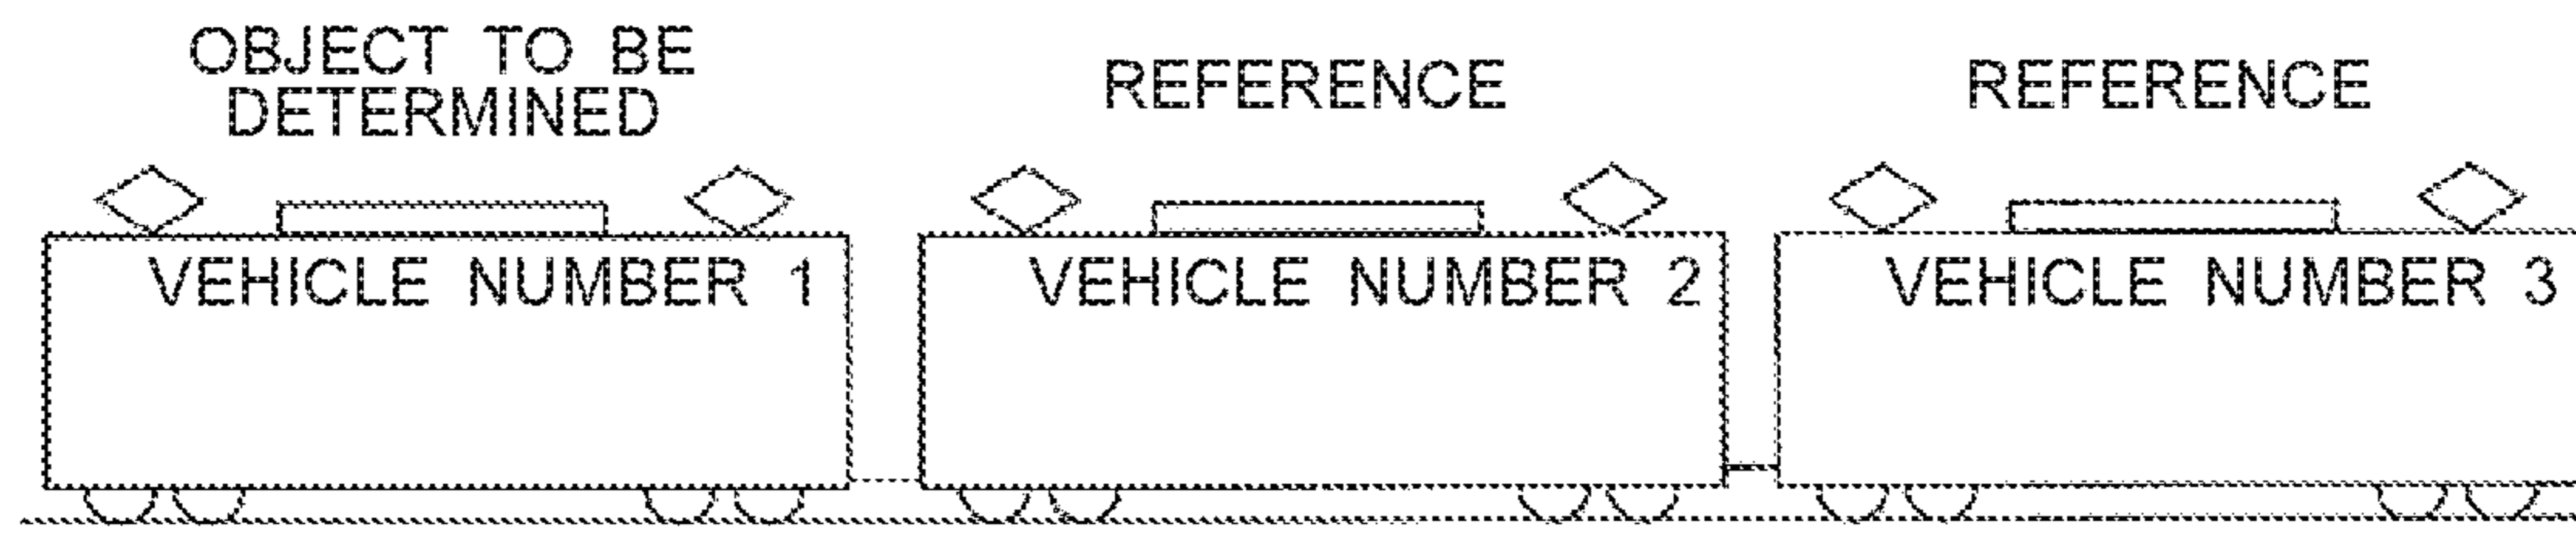 OBJECT TO BE
DETERMINED
REFERENCE
REFERENCE
VEHICLE NUMBER 1
VEHICLE NUMBER 2
VEHICLE NUMBER 3